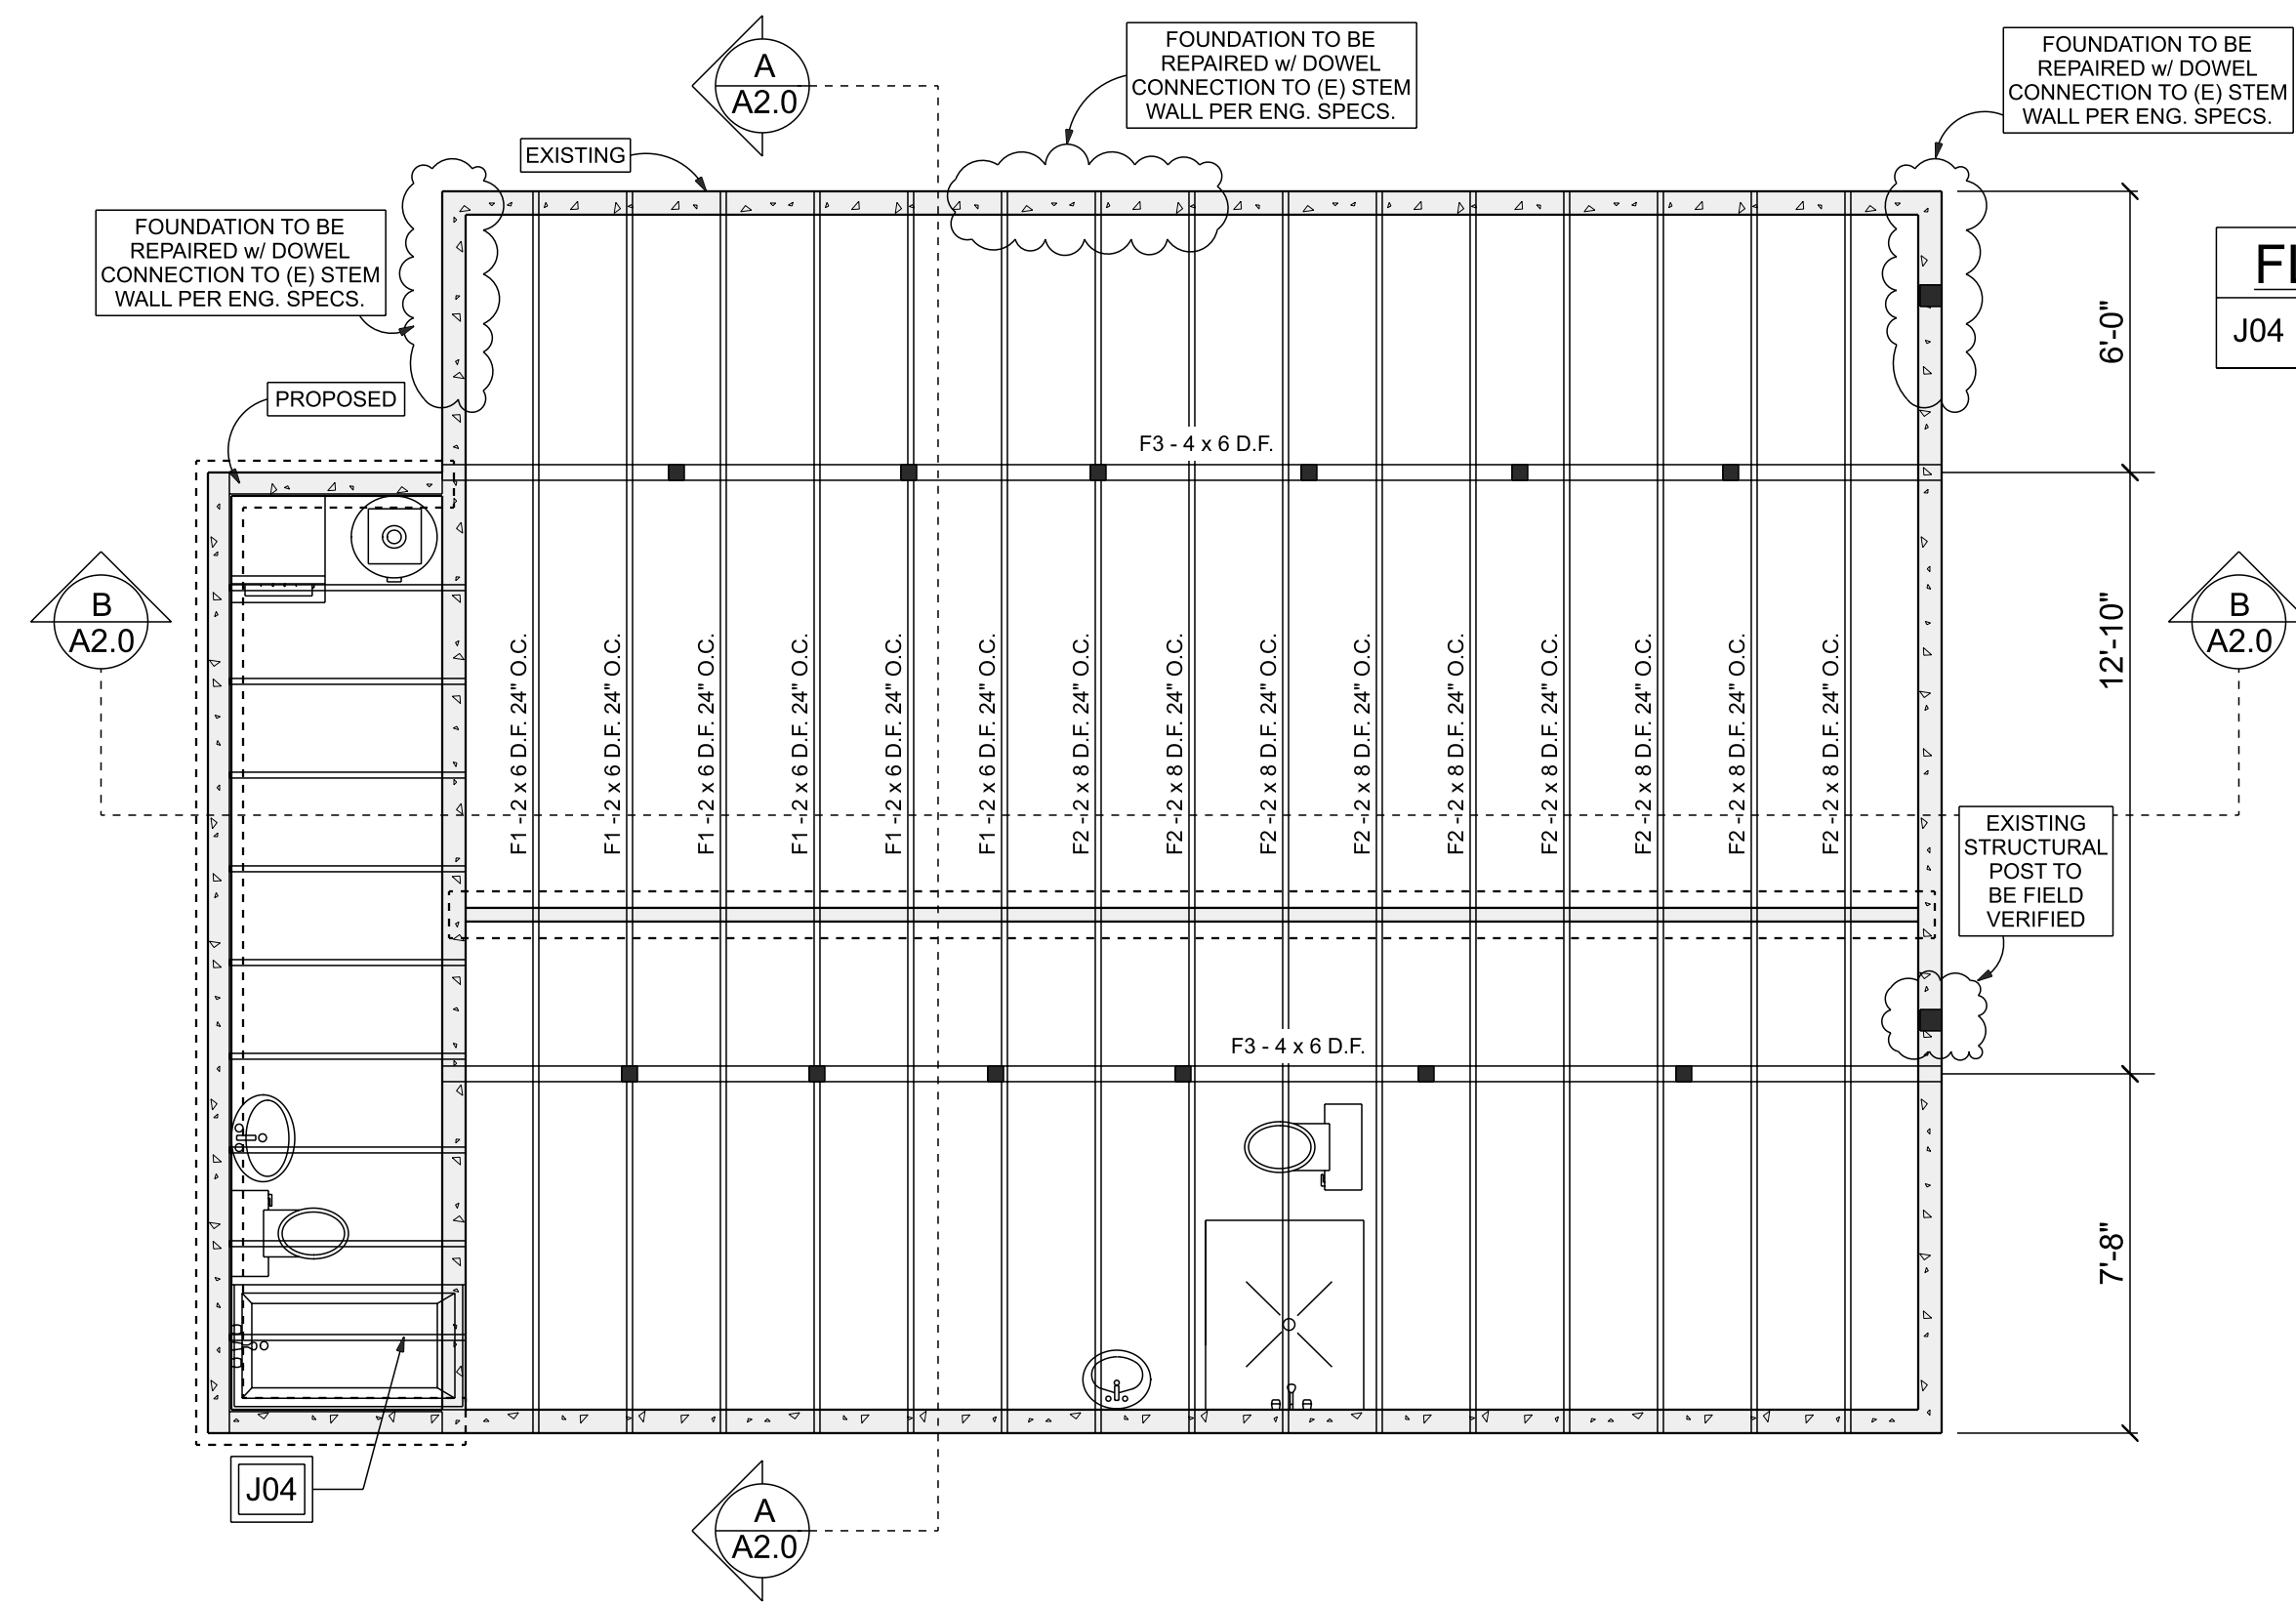 A
A2.0
FOUNDATION TO BE
REPAIRED w/ DOWEL
CONNECTION TO (E) STEM
WALL PER ENG. SPECS.
FOUNDATION TO BE
REPAIRED w/ DOWEL
CONNECTION TO (E) STEM
WALL PER ENG. SPECS.
EXISTING
FOUNDATION TO BE
REPAIRED w/ DOWEL
CONNECTION TO (E) STEM
WALL PER ENG. SPECS.
J04
6'-0"
PROPOSED
F3 - 4 x 6 D.F.
B
A2.0
B
A2.0
12'-10"
F1 - 2 x 6 D.F. 24" O.C.
F1 - 2 x 6 D.F. 24" O.C.
F1 - 2 x 6 D.F. 24" O.C.
F1 - 2 x 6 D.F. 24" O.C.
F1 - 2 x 6 D.F. 24" O.C.
F1 - 2 x 6 D.F. 24" O.C.
F2 - 2 x 8 D.F. 24" O.C.
F2 - 2 x 8 D.F. 24" O.C.
F2 - 2 x 8 D.F. 24" O.C.
F2 - 2 x 8 D.F. 24" O.C.
F2 - 2 x 8 D.F. 24" O.C.
F2 - 2 x 8 D.F. 24" O.C.
F2 - 2 x 8 D.F. 24" O.C.
F2 - 2 x 8 D.F. 24" O.C.
F2 - 2 x 8 D.F. 24" O.C.
EXISTING
STRUCTURAL
POST TO
BE FIELD
VERIFIED
F3 - 4 x 6 D.F.
7'-8"
J04
A
A2.0